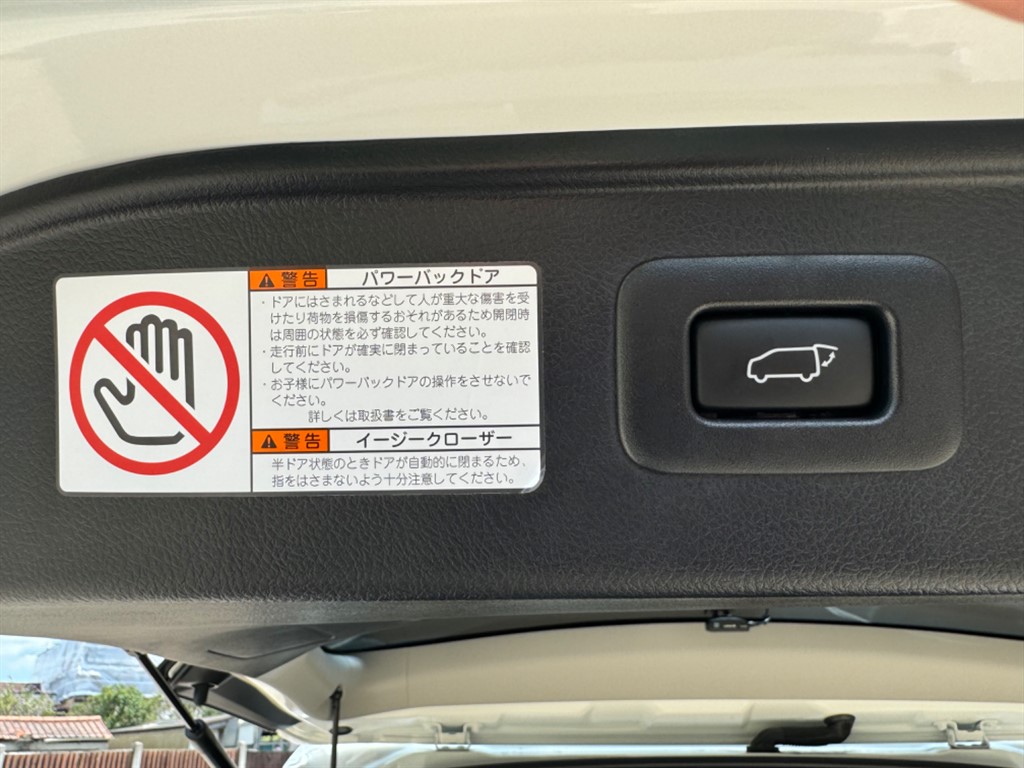 警告 パワーバックドア
・ドアにはさまれるなどして人が重大な傷害を受
けたり荷物を損傷するおそれがあるため開閉時
は周囲の状態を必ず確認してください。
・走行前にドアが確実に閉まっていることを確認
してください。
・お子様にパワーバックドアの操作をさせないで
ください。
詳しくは取扱書をご覧ください。
警告 イージークローザー
半ドア状態のときドアが自動的に閉まるため、
指をはさまないよう十分注意してください。